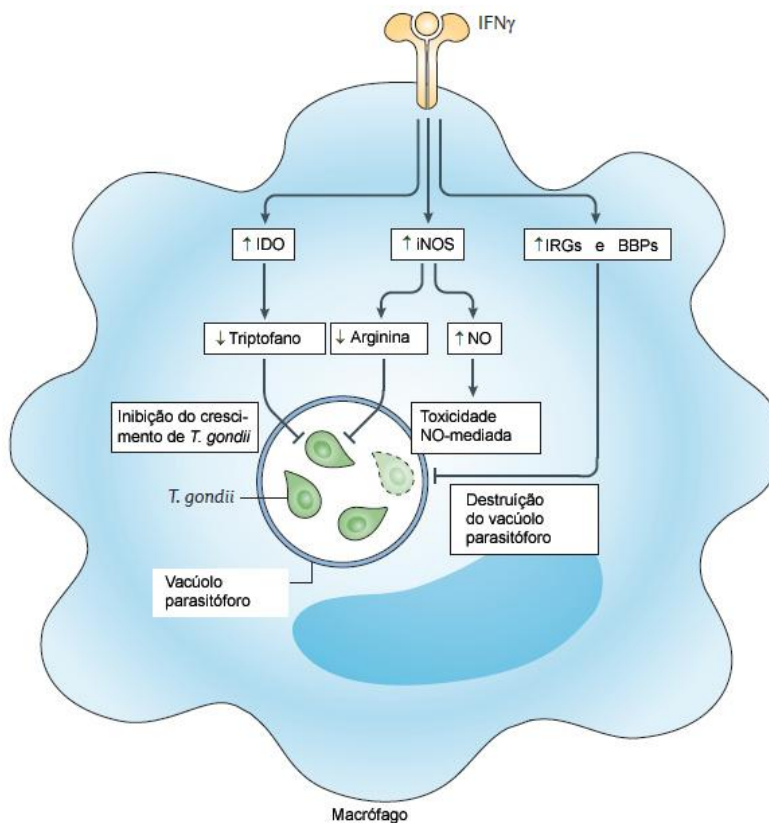 IFNγ
↑ IDO
↑ iNOS
↑IRGs e BBPs
↓ Triptofano
↓ Arginina
↑ NO
Inibição do cresci-
mento de T. gondii
Toxicidade
NO-mediada
T. gondii
Destruição
do vacúolo
parasitóforo
Vacúolo
parasitóforo
Macrófago